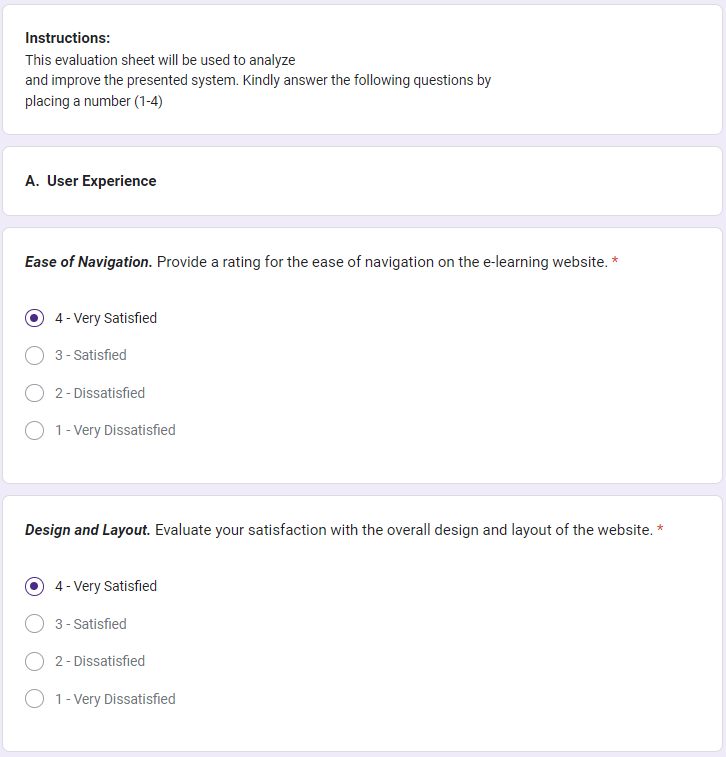 Instructions:
This evaluation sheet will be used to analyze
and improve the presented system. Kindly answer the following questions by
placing a number (1-4)
A.  User Experience
Ease of Navigation. Provide a rating for the ease of navigation on the e-learning website. *
4 - Very Satisfied
3 - Satisfied
2 - Dissatisfied
1 - Very Dissatisfied
Design and Layout. Evaluate your satisfaction with the overall design and layout of the website. *
4 - Very Satisfied
3 - Satisfied
2 - Dissatisfied
1 - Very Dissatisfied